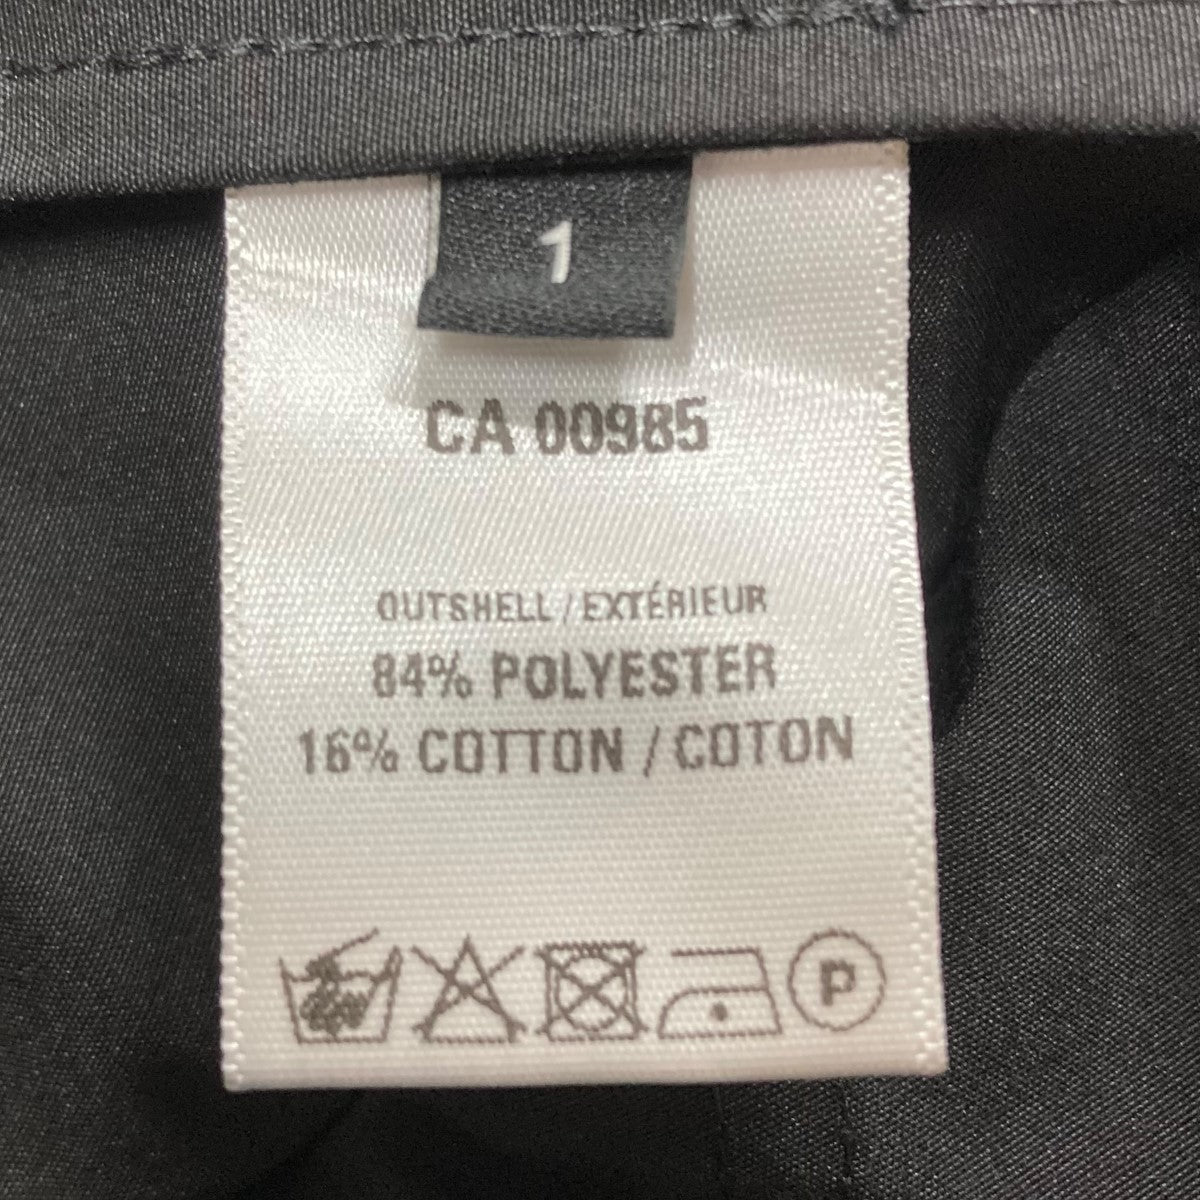 1
CA 00985
OUTSHELL / EXTÉRIEUR
84% POLYESTER
16% COTTON / COTON
P